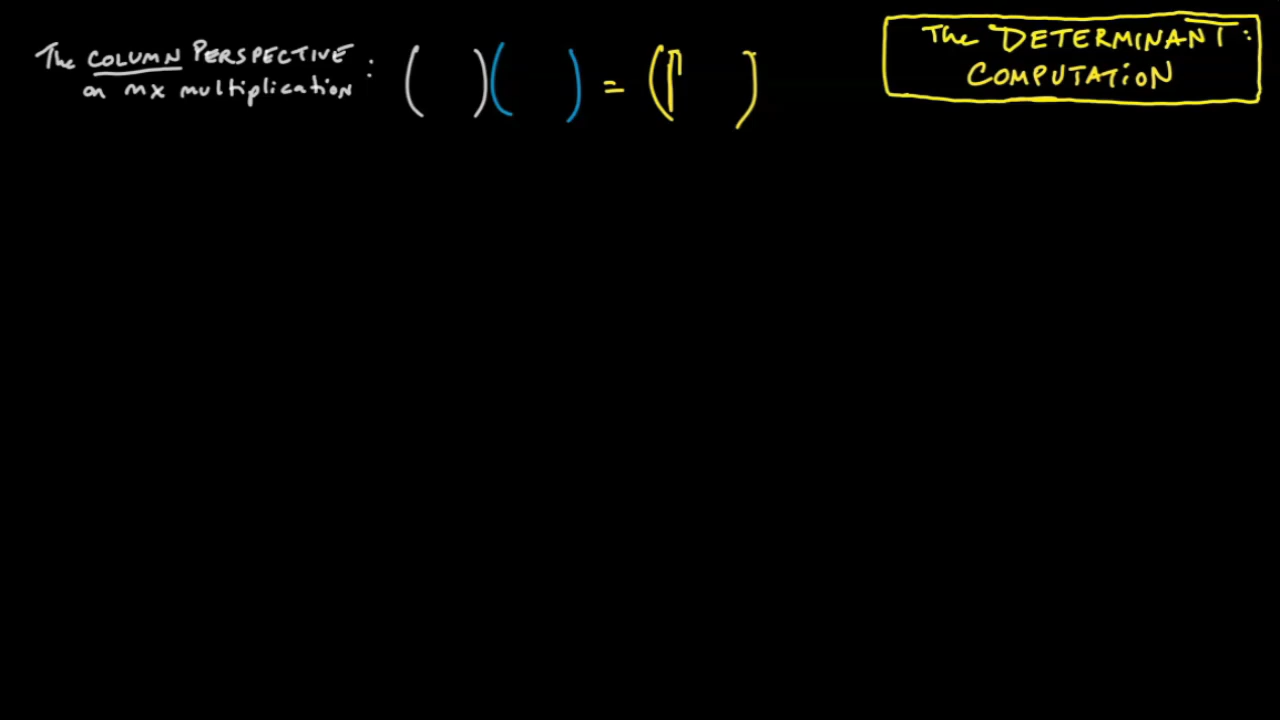 The COLUMN PERSPECTIVE
on mx multiplication :
( )( ) = ( )
The DETERMINANT:
COMPUTATION